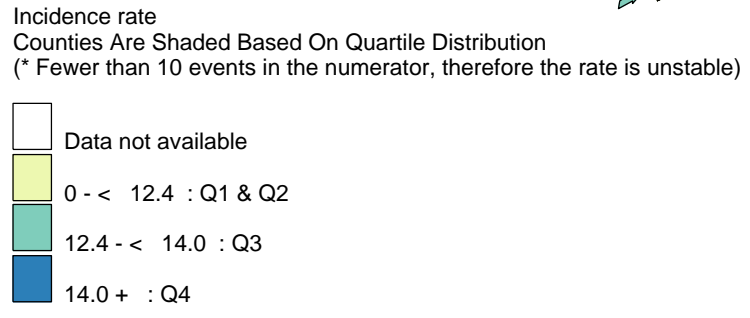 Incidence rate
Counties Are Shaded Based On Quartile Distribution
(* Fewer than 10 events in the numerator, therefore the rate is unstable)
Data not available
0 - <   12.4  : Q1 & Q2
12.4 - <   14.0  : Q3
14.0 +   : Q4